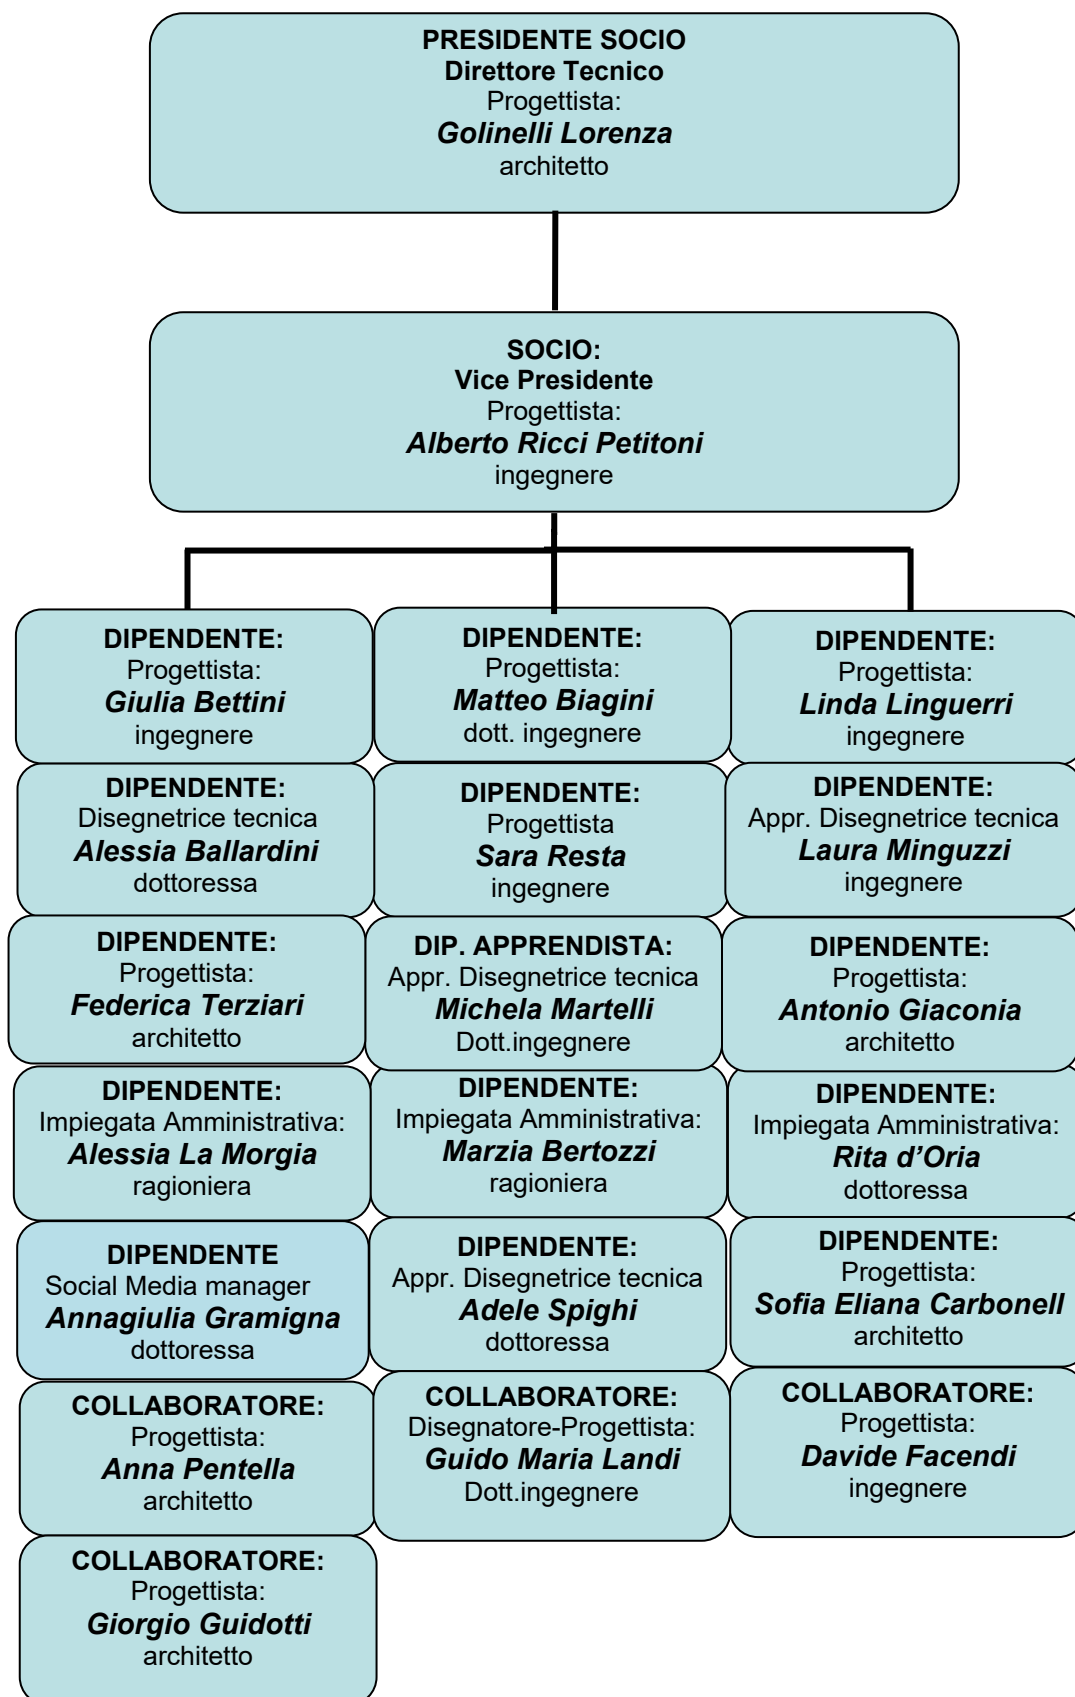 PRESIDENTE SOCIO
Direttore Tecnico
Progettista:
Golinelli Lorenza
architetto
SOCIO:
Vice Presidente
Progettista:
Alberto Ricci Petitoni
ingegnere
DIPENDENTE:
Progettista:
Giulia Bettini
ingegnere
DIPENDENTE:
Progettista:
Matteo Biagini
dott. ingegnere
DIPENDENTE:
Progettista:
Linda Linguerri
ingegnere
DIPENDENTE:
Disegnetrice tecnica
Alessia Ballardini
dottoressa
DIPENDENTE:
Progettista
Sara Resta
ingegnere
DIPENDENTE:
Appr. Disegnetrice tecnica
Laura Minguzzi
ingegnere
DIPENDENTE:
Progettista:
Federica Terziari
architetto
DIP. APPRENDISTA:
Appr. Disegnetrice tecnica
Michela Martelli
Dott.ingegnere
DIPENDENTE:
Progettista:
Antonio Giaconia
architetto
DIPENDENTE:
Impiegata Amministrativa:
Alessia La Morgia
ragioniera
DIPENDENTE:
Impiegata Amministrativa:
Marzia Bertozzi
ragioniera
DIPENDENTE:
Impiegata Amministrativa:
Rita d’Oria
dottoressa
DIPENDENTE
Social Media manager
Annagiulia Gramigna
dottoressa
DIPENDENTE:
Appr. Disegnetrice tecnica
Adele Spighi
dottoressa
DIPENDENTE:
Progettista:
Sofia Eliana Carbonell
architetto
COLLABORATORE:
Progettista:
Anna Pentella
architetto
COLLABORATORE:
Disegnatore-Progettista:
Guido Maria Landi
Dott.ingegnere
COLLABORATORE:
Progettista:
Davide Facendi
ingegnere
COLLABORATORE:
Progettista:
Giorgio Guidotti
architetto